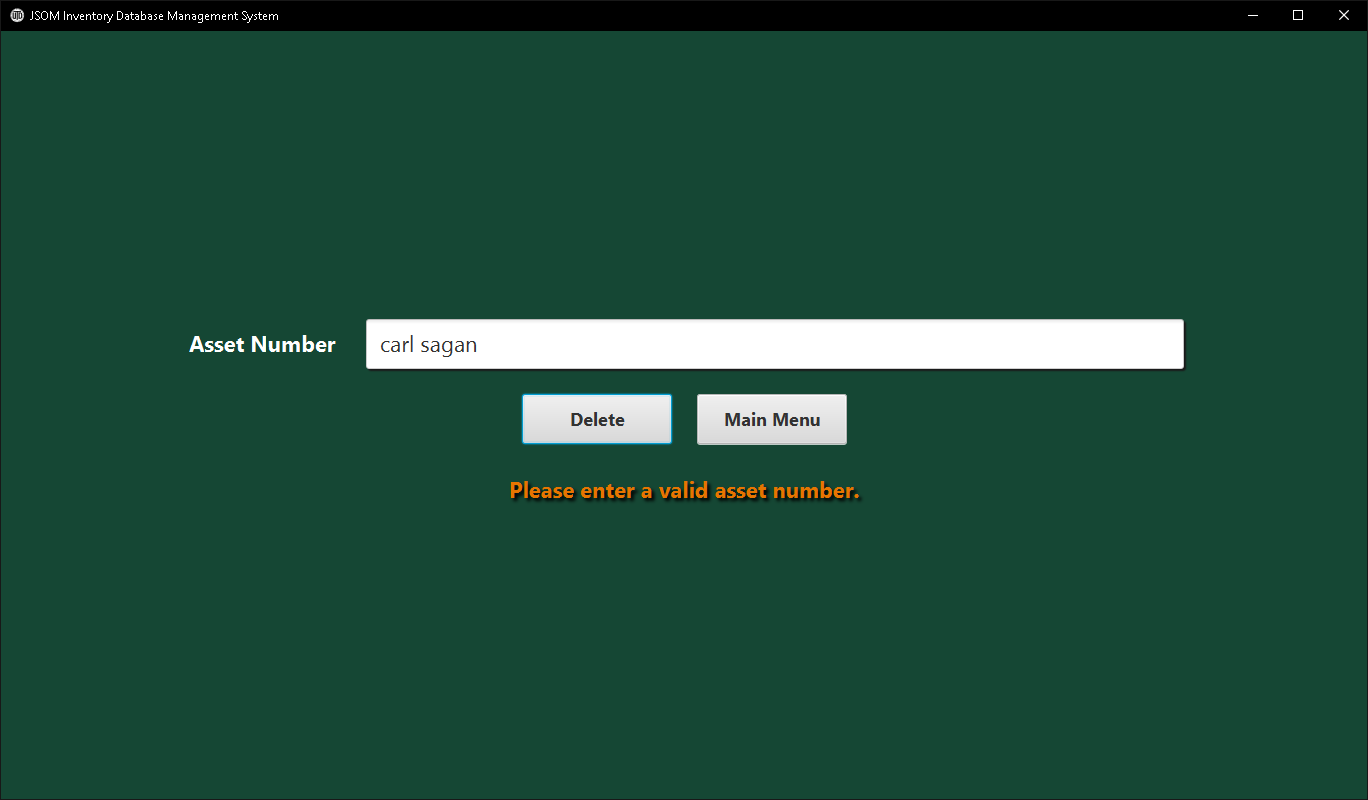 JSOM Inventory Database Management System
Asset Number
carl sagan
Delete
Main Menu
Please enter a valid asset number.